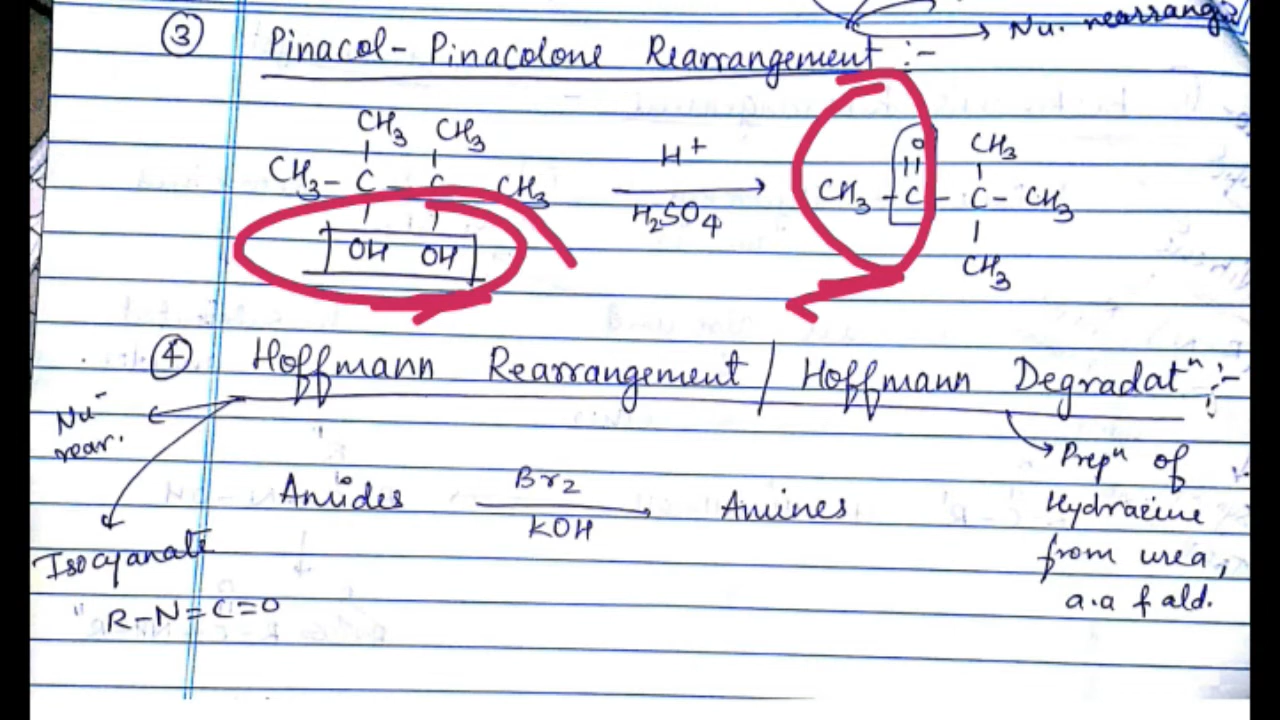 → Nu. rearrang
③ Pinacol-Pinacolone Rearrangement :-
CH3 CH3
CH3 - C - C - CH3
OH OH
H+
H2SO4
O
CH3 - C - C - CH3
CH3
CH3
④ Hoffmann Rearrangement / Hoffmann Degradatⁿ :-
Nu-
rear.
Isocyanate
R-N=C=O
Amides Br2 KOH Amines
Prepⁿ of
Hydrazine
from urea,
a.a f ald.